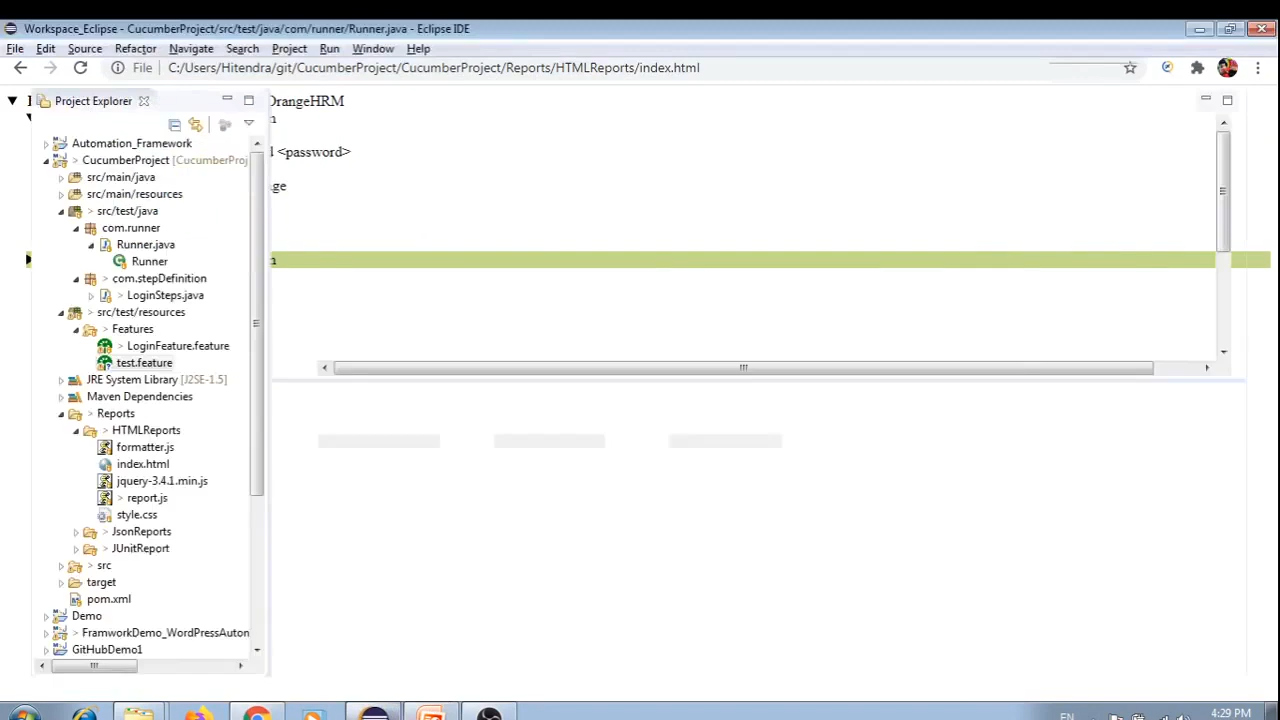 Workspace_Eclipse - CucumberProject/src/test/java/com/runner/Runner.java - Eclipse IDE
File Edit Source Refactor Navigate Search Project Run Window Help
File C:/Users/Hitendra/git/CucumberProject/CucumberProject/Reports/HTMLReports/index.html
Project Explorer OrangeHRM
Automation_Framework
<password>
CucumberProject [CucumberProj
src/main/java
src/main/resources
src/test/java
com.runner
Runner.java
Runner
com.stepDefinition
> LoginSteps.java
src/test/resources
Features
> LoginFeature.feature
test.feature
JRE System Library [J2SE-1.5]
Maven Dependencies
> Reports
> HTMLReports
formatter.js
index.html
jquery-3.4.1.min.js
> report.js
style.css
> JsonReports
> JUnitReport
> src
target
pom.xml
Demo
> FramworkDemo_WordPressAuton
GitHubDemo1
EN 4:29 PM